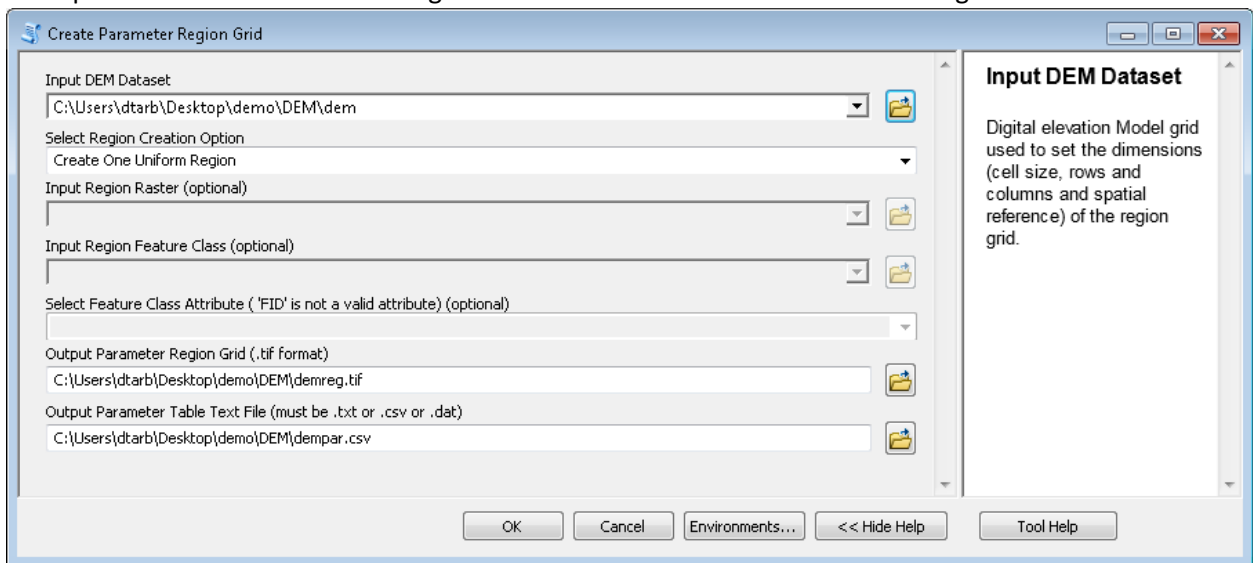 Create Parameter Region Grid
Input DEM Dataset
C:\Users\dtarb\Desktop\demo\DEM\dem
Select Region Creation Option
Create One Uniform Region
Input Region Raster (optional)
Input Region Feature Class (optional)
Select Feature Class Attribute ( 'FID' is not a valid attribute) (optional)
Output Parameter Region Grid (.tif format)
C:\Users\dtarb\Desktop\demo\DEM\demreg.tif
Output Parameter Table Text File (must be .txt or .csv or .dat)
C:\Users\dtarb\Desktop\demo\DEM\dempar.csv
Input DEM Dataset
Digital elevation Model grid
used to set the dimensions
(cell size, rows and
columns and spatial
reference) of the region
grid.
OK Cancel Environments... << Hide Help Tool Help